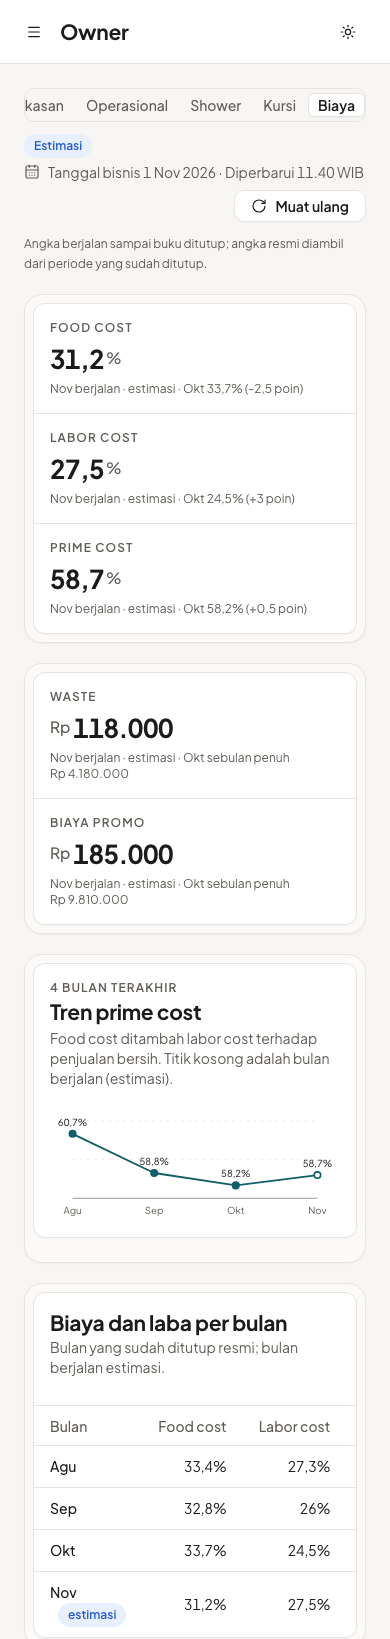 Owner
kasan Operasional Shower Kursi Biaya
Estimasi
Tanggal bisnis 1 Nov 2026 · Diperbarui 11.40 WIB
Muat ulang
Angka berjalan sampai buku ditutup; angka resmi diambil
dari periode yang sudah ditutup.
FOOD COST
31,2%
Nov berjalan · estimasi · Okt 33,7% (-2,5 poin)
LABOR COST
27,5%
Nov berjalan · estimasi · Okt 24,5% (+3 poin)
PRIME COST
58,7%
Nov berjalan · estimasi · Okt 58,2% (+0,5 poin)
WASTE
Rp 118.000
Nov berjalan · estimasi · Okt sebulan penuh
Rp 4.180.000
BIAYA PROMO
Rp 185.000
Nov berjalan · estimasi · Okt sebulan penuh
Rp 9.810.000
4 BULAN TERAKHIR
Tren prime cost
Food cost ditambah labor cost terhadap
penjualan bersih. Titik kosong adalah bulan
berjalan (estimasi).
60,7% 58,8% 58,2% 58,7%
Agu Sep Okt Nov
Biaya dan laba per bulan
Bulan yang sudah ditutup resmi; bulan
berjalan estimasi.
Bulan Food cost Labor cost
Agu 33,4% 27,3%
Sep 32,8% 26%
Okt 33,7% 24,5%
Nov estimasi 31,2% 27,5%